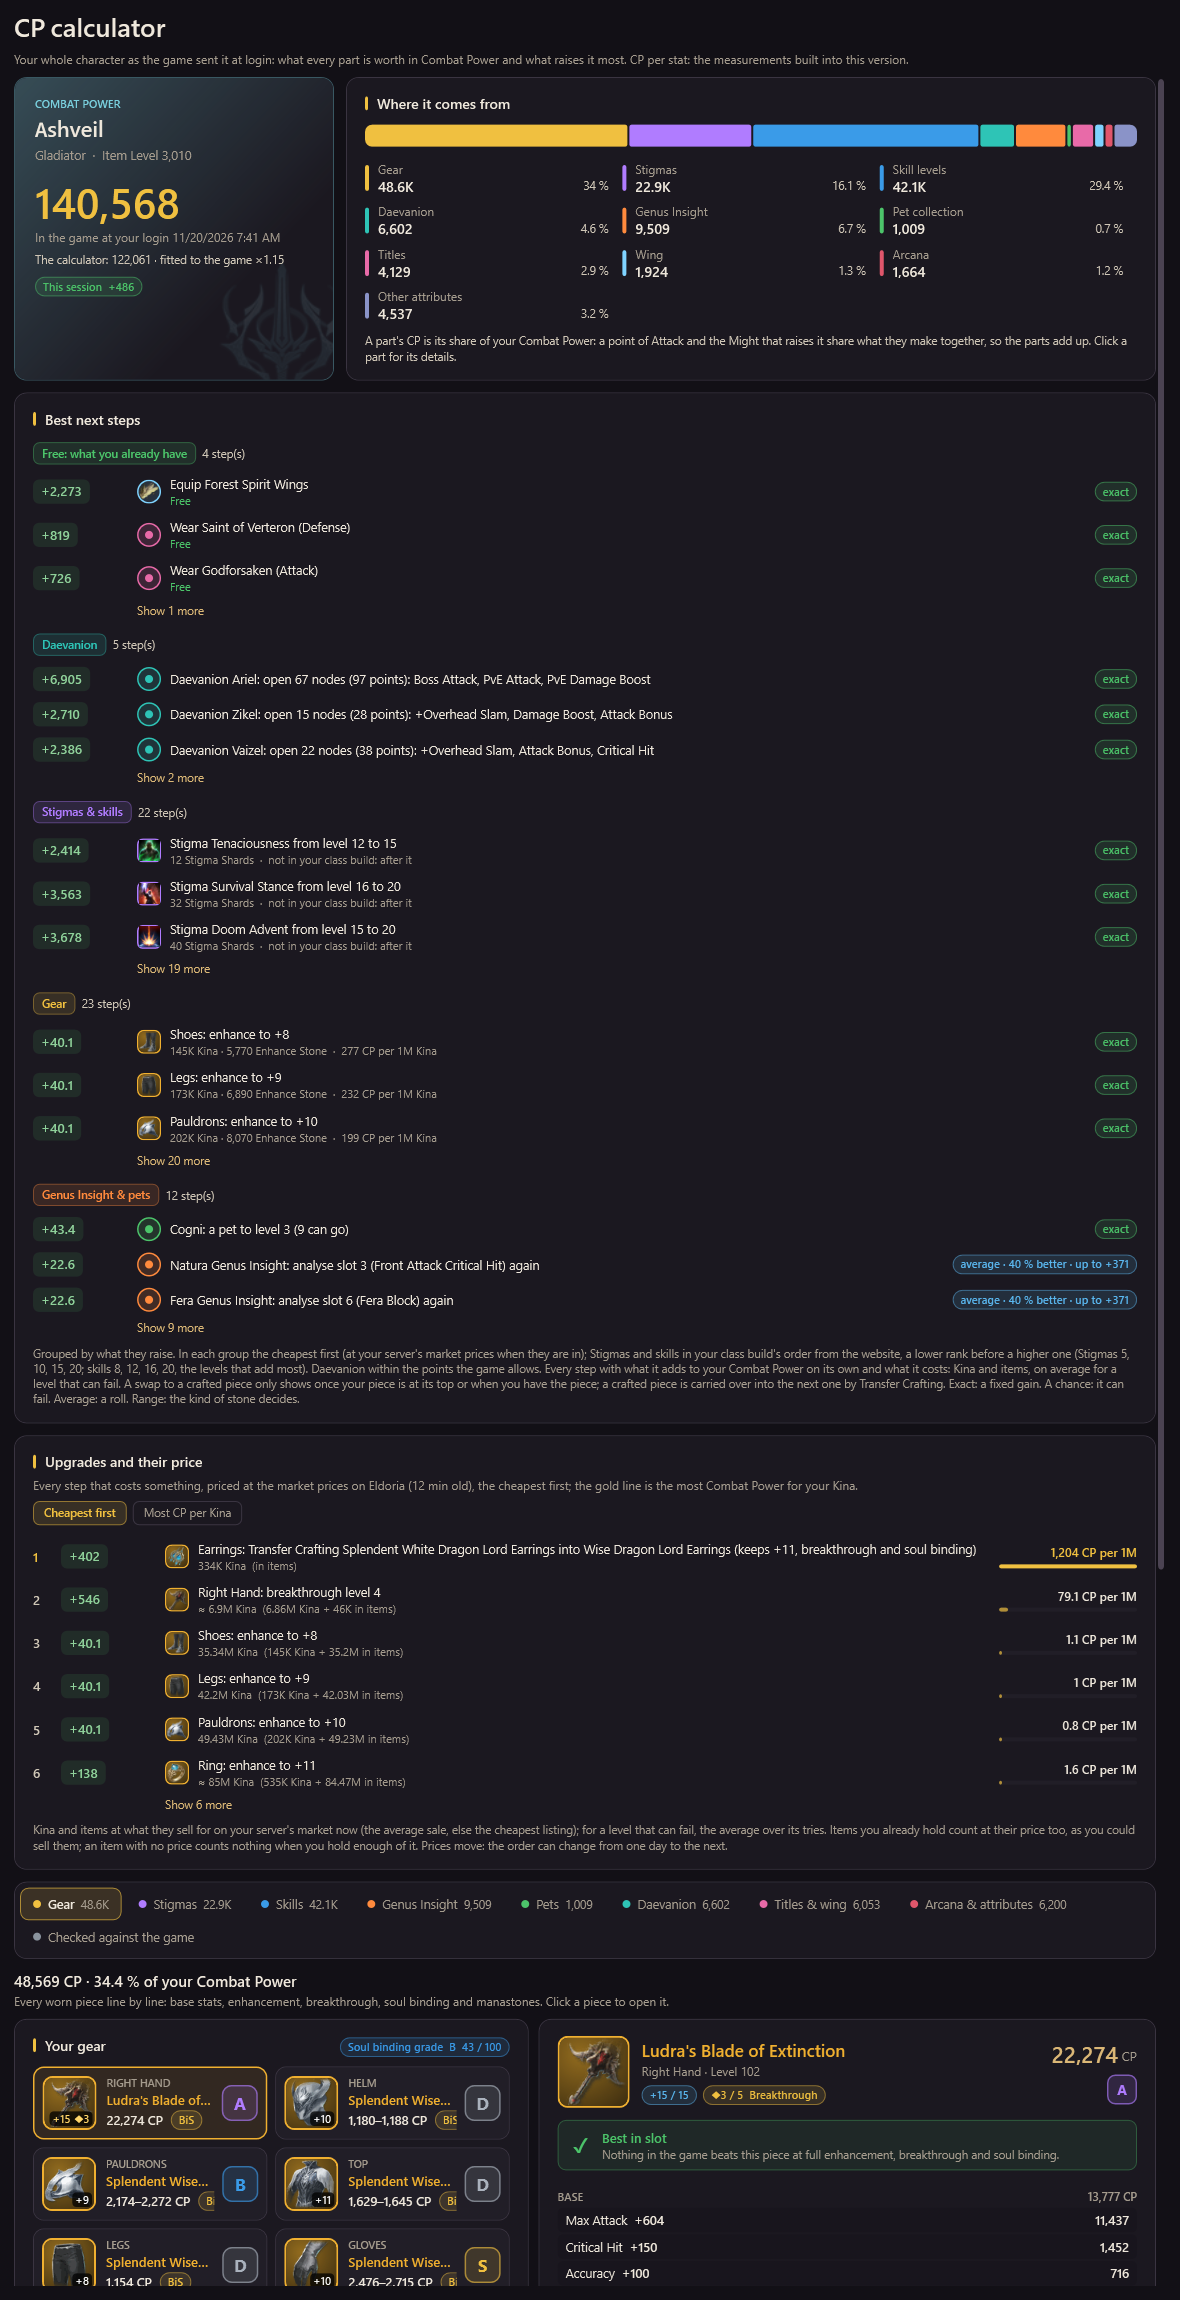 CP calculator
Your whole character as the game sent it at login: what every part is worth in Combat Power and what raises it most. CP per stat: the measurements built into this version.
COMBAT POWER
Ashveil
Gladiator · Item Level 3,010
140,568
In the game at your login 11/20/2026 7:41 AM
The calculator: 122,061 · fitted to the game ×1.15
This session +486
Where it comes from
Gear
48.6K 34 %
Stigmas
22.9K 16.1 %
Skill levels
42.1K 29.4 %
Daevanion
6,602 4.6 %
Genus Insight
9,509 6.7 %
Pet collection
1,009 0.7 %
Titles
4,129 2.9 %
Wing
1,924 1.3 %
Arcana
1,664 1.2 %
Other attributes
4,537 3.2 %
A part's CP is its share of your Combat Power: a point of Attack and the Might that raises it share what they make together, so the parts add up. Click a
part for its details.
Best next steps
Free: what you already have 4 step(s)
+2,273 Equip Forest Spirit Wings exact
Free
+819 Wear Saint of Verteron (Defense) exact
Free
+726 Wear Godforsaken (Attack) exact
Free
Show 1 more
Daevanion 5 step(s)
+6,905 Daevanion Ariel: open 67 nodes (97 points): Boss Attack, PvE Attack, PvE Damage Boost exact
+2,710 Daevanion Zikel: open 15 nodes (28 points): +Overhead Slam, Damage Boost, Attack Bonus exact
+2,386 Daevanion Vaizel: open 22 nodes (38 points): +Overhead Slam, Attack Bonus, Critical Hit exact
Show 2 more
Stigmas & skills 22 step(s)
+2,414 Stigma Tenaciousness from level 12 to 15 exact
12 Stigma Shards · not in your class build: after it
+3,563 Stigma Survival Stance from level 16 to 20 exact
32 Stigma Shards · not in your class build: after it
+3,678 Stigma Doom Advent from level 15 to 20 exact
40 Stigma Shards · not in your class build: after it
Show 19 more
Gear 23 step(s)
+40.1 Shoes: enhance to +8 exact
145K Kina · 5,770 Enhance Stone · 277 CP per 1M Kina
+40.1 Legs: enhance to +9 exact
173K Kina · 6,890 Enhance Stone · 232 CP per 1M Kina
+40.1 Pauldrons: enhance to +10 exact
202K Kina · 8,070 Enhance Stone · 199 CP per 1M Kina
Show 20 more
Genus Insight & pets 12 step(s)
+43.4 Cogni: a pet to level 3 (9 can go) exact
+22.6 Natura Genus Insight: analyse slot 3 (Front Attack Critical Hit) again average · 40 % better · up to +371
+22.6 Fera Genus Insight: analyse slot 6 (Fera Block) again average · 40 % better · up to +371
Show 9 more
Grouped by what they raise. In each group the cheapest first (at your server's market prices when they are in); Stigmas and skills in your class build's order from the website, a lower rank before a higher one (Stigmas 5,
10, 15, 20; skills 8, 12, 16, 20, the levels that add most). Daevanion within the points the game allows. Every step with what it adds to your Combat Power on its own and what it costs: Kina and items, on average for a
level that can fail. A swap to a crafted piece only shows once your piece is at its top or when you have the piece; a crafted piece is carried over into the next one by Transfer Crafting. Exact: a fixed gain. A chance: it can
fail. Average: a roll. Range: the kind of stone decides.
Upgrades and their price
Every step that costs something, priced at the market prices on Eldoria (12 min old), the cheapest first; the gold line is the most Combat Power for your Kina.
Cheapest first Most CP per Kina
1 +402 Earrings: Transfer Crafting Splendent White Dragon Lord Earrings into Wise Dragon Lord Earrings (keeps +11, breakthrough and soul binding) 1,204 CP per 1M
334K Kina (in items)
2 +546 Right Hand: breakthrough level 4 79.1 CP per 1M
≈ 6.9M Kina (6.86M Kina + 46K in items)
3 +40.1 Shoes: enhance to +8 1.1 CP per 1M
35.34M Kina (145K Kina + 35.2M in items)
4 +40.1 Legs: enhance to +9 1 CP per 1M
42.2M Kina (173K Kina + 42.03M in items)
5 +40.1 Pauldrons: enhance to +10 0.8 CP per 1M
49.43M Kina (202K Kina + 49.23M in items)
6 +138 Ring: enhance to +11 1.6 CP per 1M
≈ 85M Kina (535K Kina + 84.47M in items)
Show 6 more
Kina and items at what they sell for on your server's market now (the average sale, else the cheapest listing); for a level that can fail, the average over its tries. Items you already hold count at their price too, as you could
sell them; an item with no price counts nothing when you hold enough of it. Prices move: the order can change from one day to the next.
Gear 48.6K Stigmas 22.9K Skills 42.1K Genus Insight 9,509 Pets 1,009 Daevanion 6,602 Titles & wing 6,053 Arcana & attributes 6,200
Checked against the game
48,569 CP · 34.4 % of your Combat Power
Every worn piece line by line: base stats, enhancement, breakthrough, soul binding and manastones. Click a piece to open it.
Your gear Soul binding grade B 43 / 100
RIGHT HAND
Ludra's Blade of...
22,274 CP BiS
+15 ◆3
A
HELM
Splendent Wise...
1,180–1,188 CP BiS
+10
D
PAULDRONS
Splendent Wise...
2,174–2,272 CP Bi
+9
B
TOP
Splendent Wise...
1,629–1,645 CP Bi
+11
D
LEGS
Splendent Wise...
1,154 CP BiS
+8
D
GLOVES
Splendent Wise...
2,476–2,715 CP B
+10
S
Ludra's Blade of Extinction
Right Hand · Level 102
+15 / 15 ◆3 / 5 Breakthrough
22,274 CP
A
Best in slot
Nothing in the game beats this piece at full enhancement, breakthrough and soul binding.
BASE 13,777 CP
Max Attack +604 11,437
Critical Hit +150 1,452
Accuracy +100 716